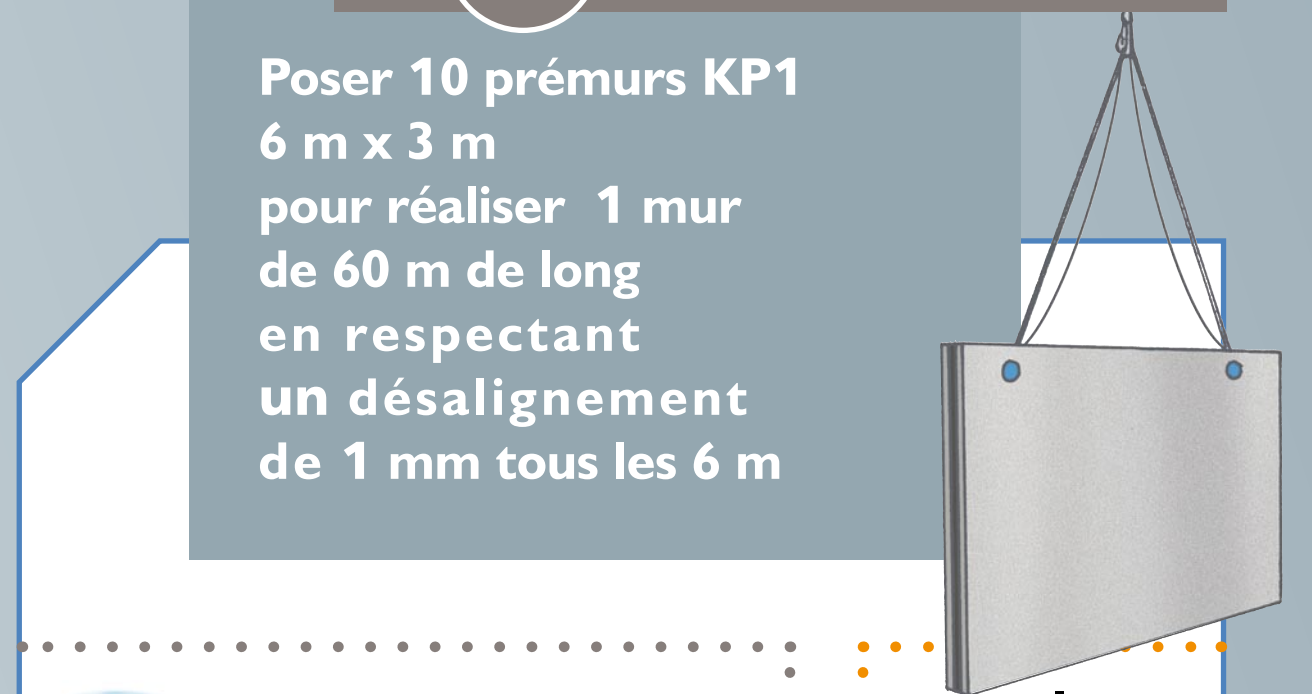 Poser 10 prémurs KP1
6 m x 3 m
pour réaliser 1 mur
de 60 m de long
en respectant
un désalignement
de 1 mm tous les 6 m